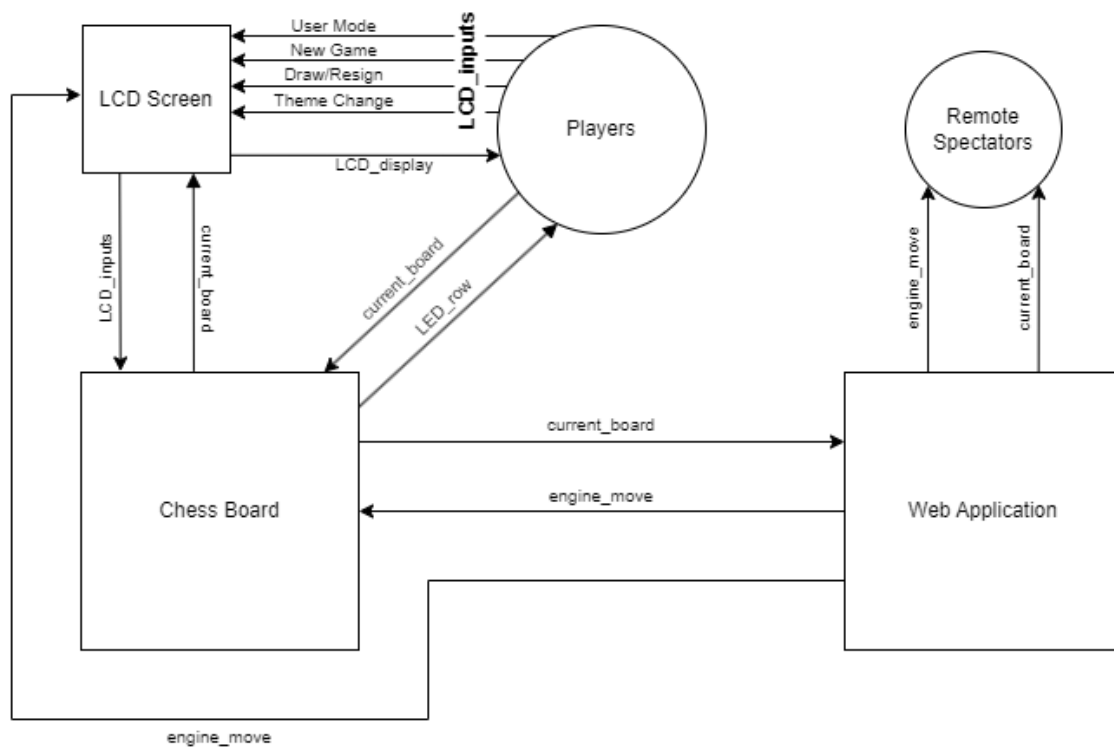 User Mode
New Game
Draw/Resign
Theme Change
LCD_inputs
LCD Screen
Players
Remote
Spectators
LCD_display
LCD_inputs
current_board
current_board
LED_row
engine_move
current_board
current_board
engine_move
Chess Board
Web Application
engine_move